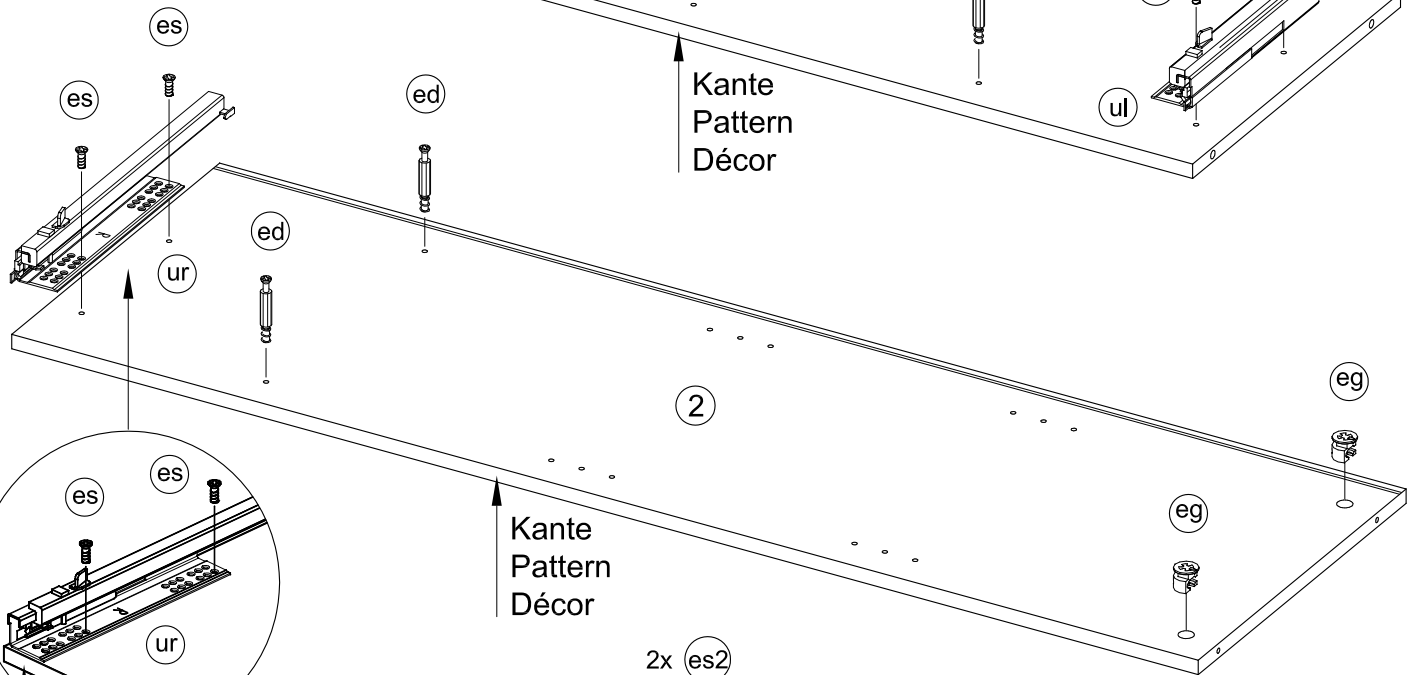 es
es
ed
Kante
Pattern
Décor
ul
ed
ur
2
eg
es
es
eg
Kante
Pattern
Décor
ur
2x es2